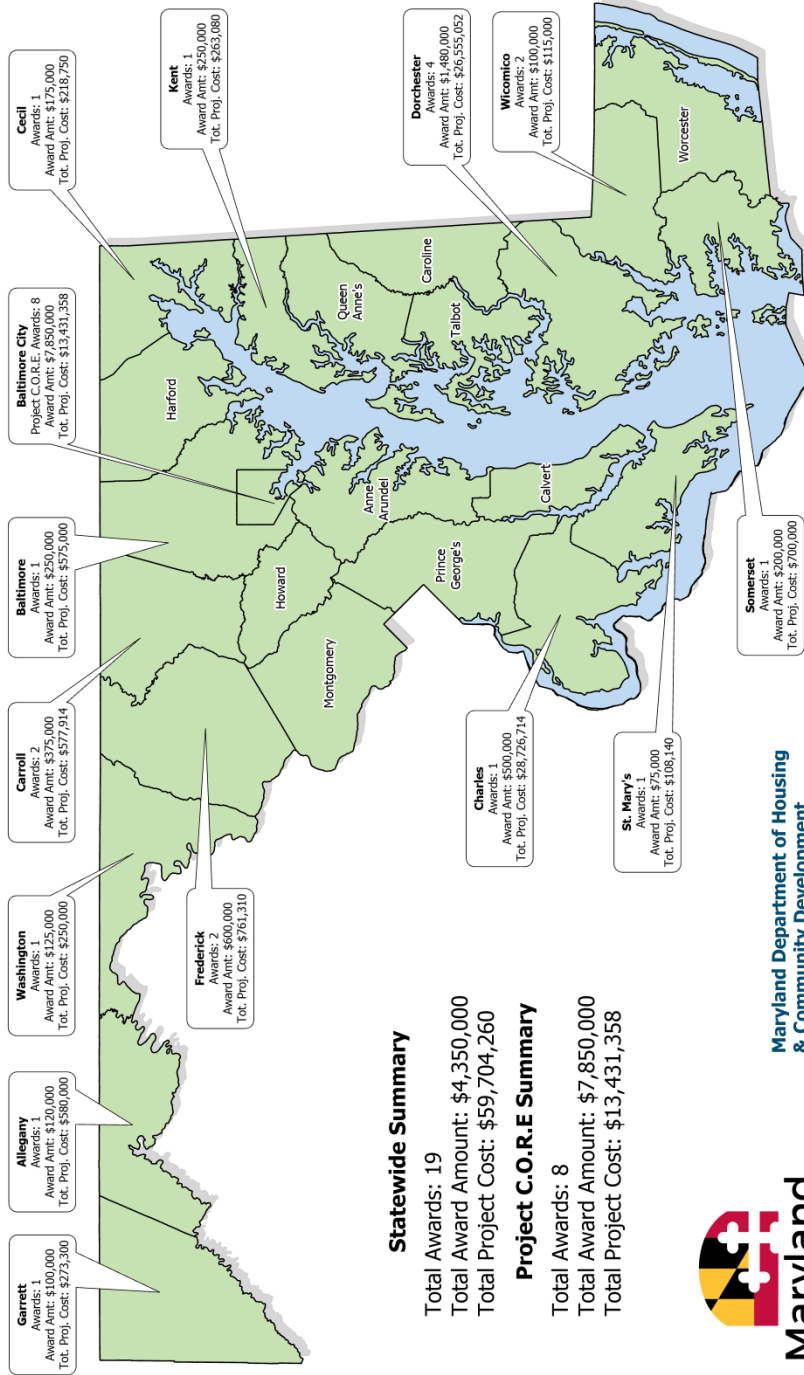 Garrett
Awards: 1
Award Amt: $100,000
Tot. Proj. Cost: $273,300
Allegany
Awards: 1
Award Amt: $120,000
Tot. Proj. Cost: $580,000
Washington
Awards: 1
Award Amt: $125,000
Tot. Proj. Cost: $250,000
Carroll
Awards: 2
Award Amt: $375,000
Tot. Proj. Cost: $577,914
Baltimore
Awards: 1
Award Amt: $250,000
Tot. Proj. Cost: $575,000
Baltimore City
Project C.O.R.E. Awards: 8
Award Amt: $7,850,000
Tot. Proj. Cost: $13,431,358
Cecil
Awards: 1
Award Amt: $175,000
Tot. Proj. Cost: $218,750
Kent
Awards: 1
Award Amt: $250,000
Tot. Proj. Cost: $263,080
Frederick
Awards: 2
Award Amt: $600,000
Tot. Proj. Cost: $761,310
Harford
Howard
Montgomery
Queen
Anne's
Anne
Arundel
Caroline
Talbot
Prince
George's
Calvert
Dorchester
Awards: 4
Award Amt: $1,480,000
Tot. Proj. Cost: $26,555,052
Wicomico
Awards: 2
Award Amt: $100,000
Tot. Proj. Cost: $115,000
Worcester
Charles
Awards: 1
Award Amt: $500,000
Tot. Proj. Cost: $28,726,714
St. Mary's
Awards: 1
Award Amt: $75,000
Tot. Proj. Cost: $108,140
Somerset
Awards: 1
Award Amt: $200,000
Tot. Proj. Cost: $700,000
Statewide Summary
Total Awards: 19
Total Award Amount: $4,350,000
Total Project Cost: $59,704,260
Project C.O.R.E Summary
Total Awards: 8
Total Award Amount: $7,850,000
Total Project Cost: $13,431,358
Maryland
Maryland Department of Housing
& Community Development